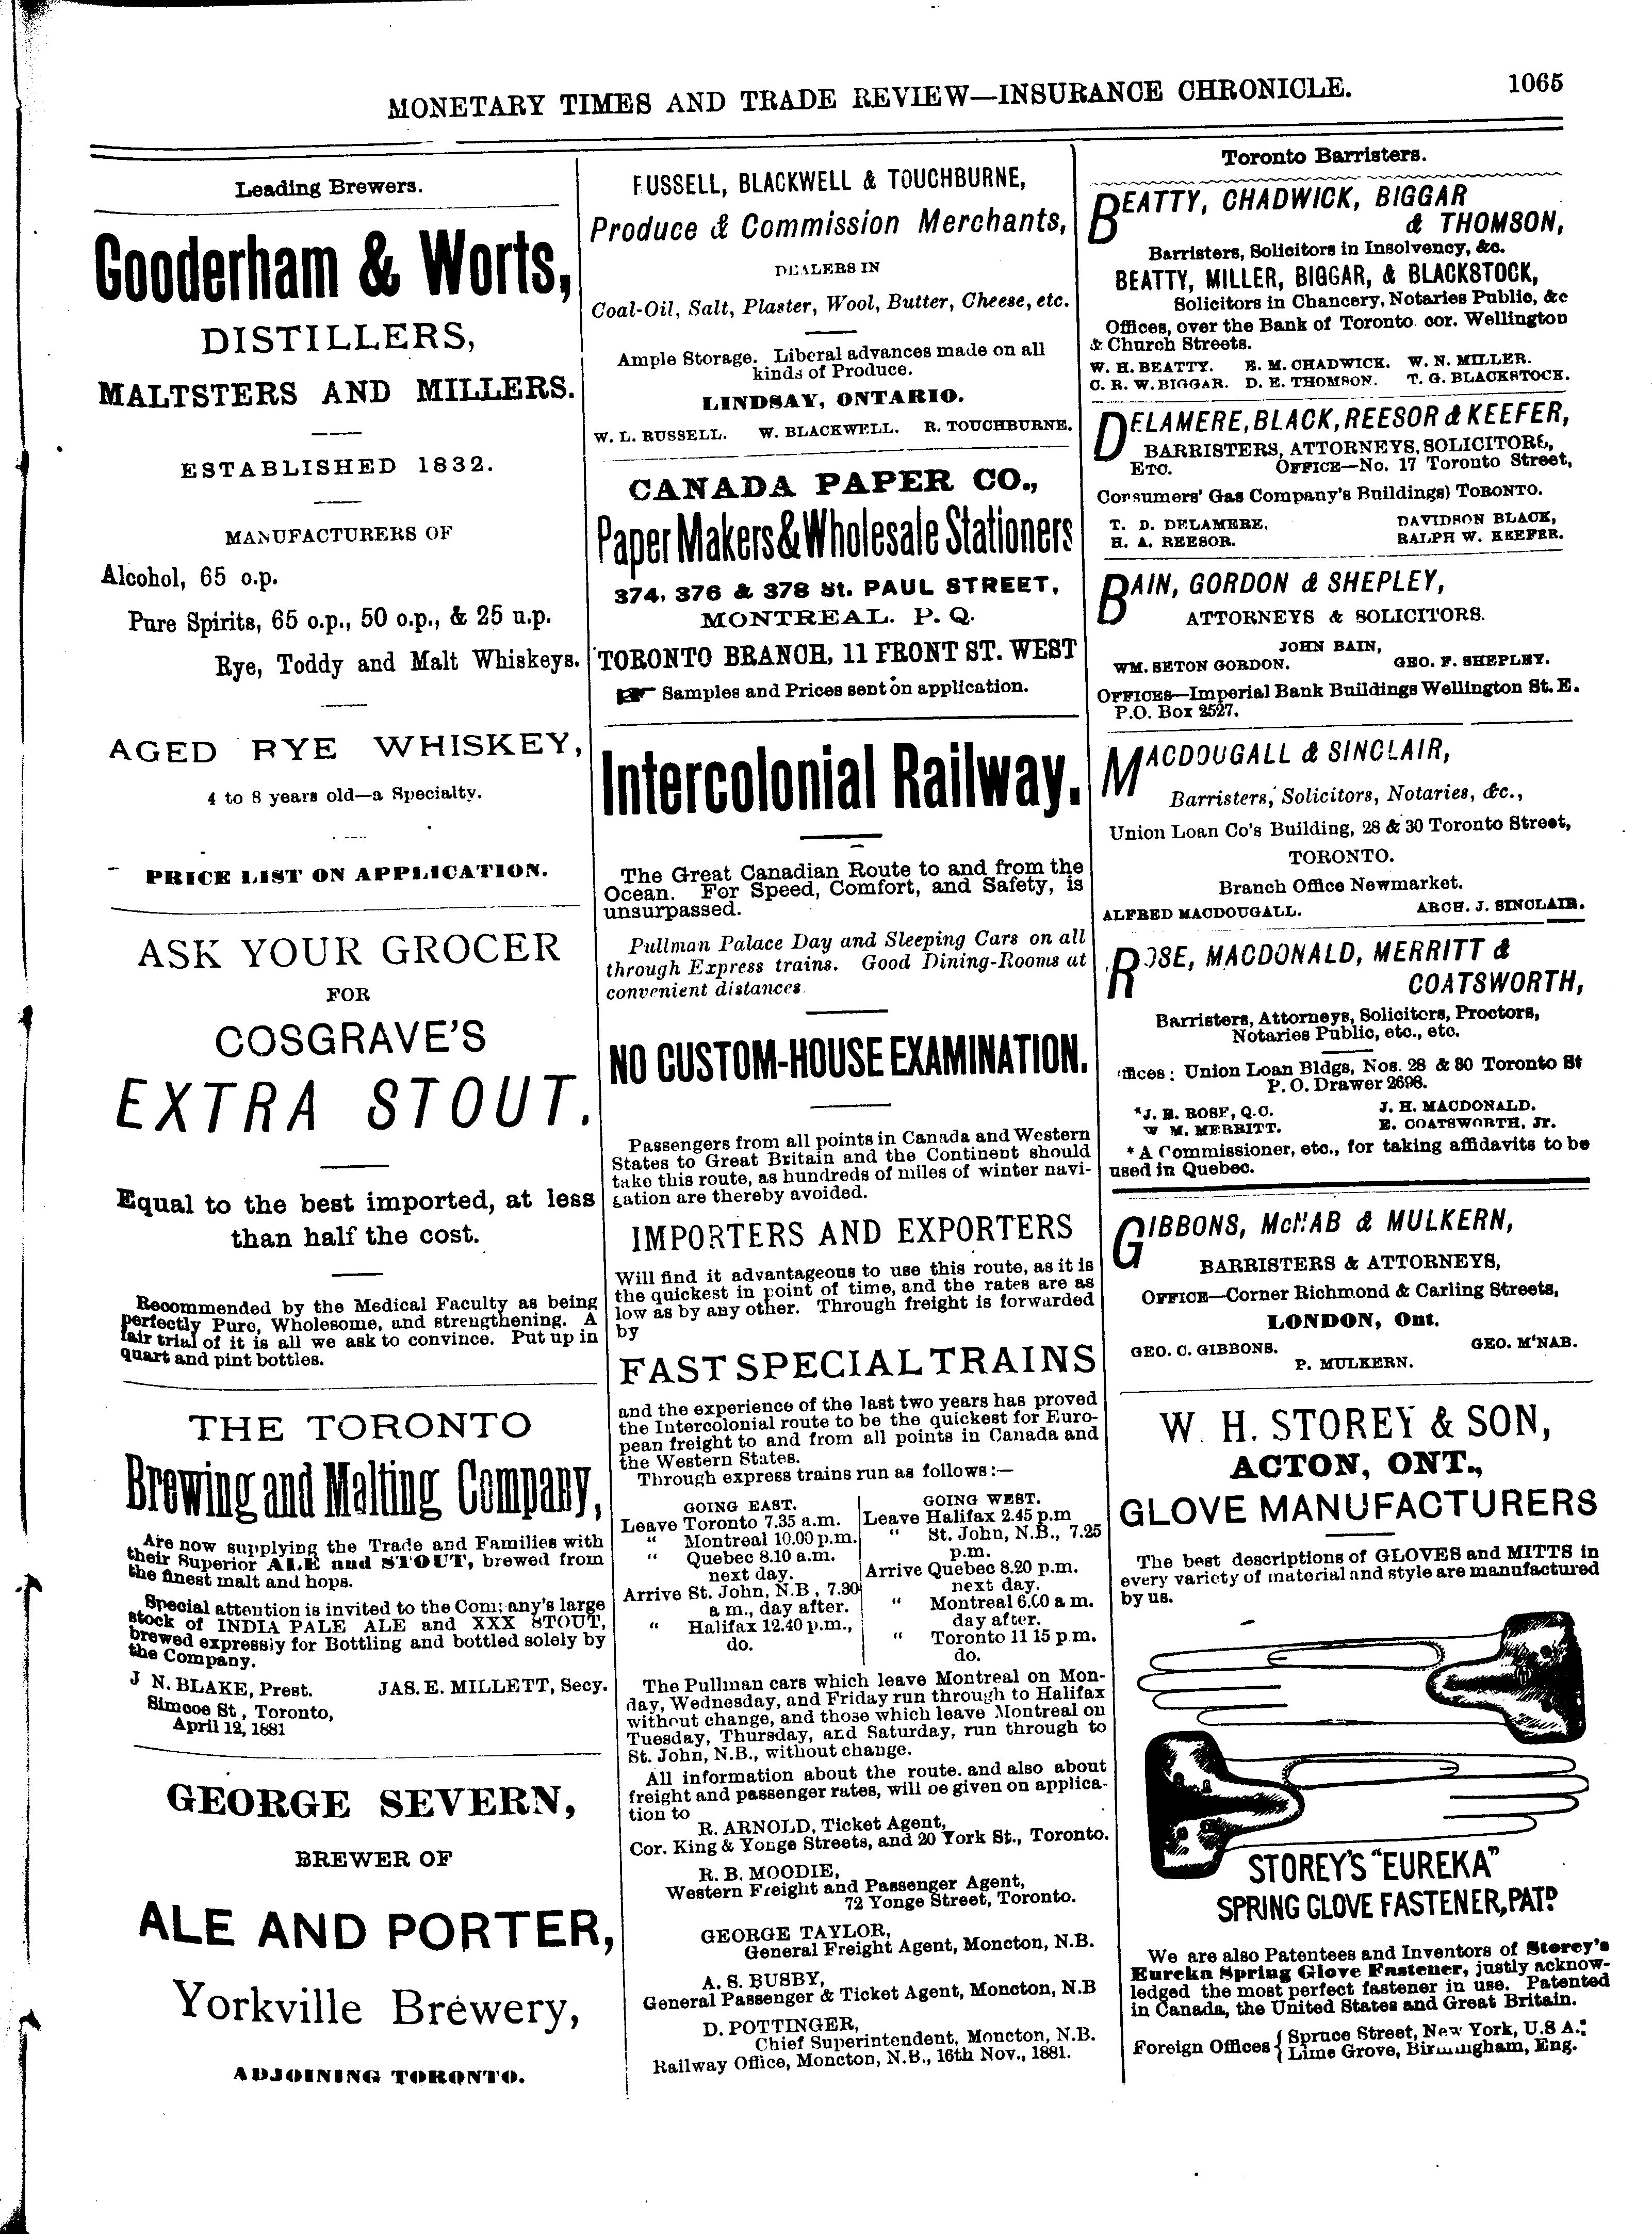 MONETARY TIMES AND TRADE REVIEW—INSURANCE CHRONICLE.
1065
Leading Brewers.
Gooderham & Worts,
DISTILLERS,
MALTSTERS AND MILLERS.
ESTABLISHED 1832.
MANUFACTURERS OF
Alcohol, 65 o.p.
Pure Spirits, 65 o.p., 50 o.p., & 25 u.p.
Rye, Toddy and Malt Whiskeys.
AGED RYE WHISKEY,
4 to 8 years old—a Specialty.
PRICE LIST ON APPLICATION.
ASK YOUR GROCER
FOR
COSGRAVE'S
EXTRA STOUT.
Equal to the best imported, at less
than half the cost.
Recommended by the Medical Faculty as being
perfectly Pure, Wholesome, and strengthening. A
fair trial of it is all we ask to convince. Put up in
quart and pint bottles.
THE TORONTO
Brewing and Malting Company,
Are now supplying the Trade and Families with
their Superior ALE and STOUT, brewed from
the finest malt and hops.
Special attention is invited to the Company's large
stock of INDIA PALE ALE and XXX STOUT,
brewed expressly for Bottling and bottled solely by
the Company.
J N. BLAKE, Prest. JAS. E. MILLETT, Secy.
Simcoe St, Toronto,
April 12, 1881
GEORGE SEVERN,
BREWER OF
ALE AND PORTER,
Yorkville Brewery,
ADJOINING TORONTO.
FUSSELL, BLACKWELL & TOUCHBURNE,
Produce & Commission Merchants,
DEALERS IN
Coal-Oil, Salt, Plaster, Wool, Butter, Cheese, etc.
Ample Storage. Liberal advances made on all
kinds of Produce.
LINDSAY, ONTARIO.
W. L. RUSSELL. W. BLACKWELL. R. TOUCHBURNE.
CANADA PAPER CO.,
Paper Makers & Wholesale Stationers
374, 376 & 378 St. PAUL STREET,
MONTREAL. P. Q.
TORONTO BRANCH, 11 FRONT ST. WEST
☞ Samples and Prices sent on application.
Intercolonial Railway.
The Great Canadian Route to and from the
Ocean. For Speed, Comfort, and Safety, is
unsurpassed.
Pullman Palace Day and Sleeping Cars on all
through Express trains. Good Dining-Rooms at
convenient distances.
NO CUSTOM-HOUSE EXAMINATION.
Passengers from all points in Canada and Western
States to Great Britain and the Continent should
take this route, as hundreds of miles of winter navi-
gation are thereby avoided.
IMPORTERS AND EXPORTERS
Will find it advantageous to use this route, as it is
the quickest in point of time, and the rates are as
low as by any other. Through freight is forwarded
by
FAST SPECIAL TRAINS
and the experience of the last two years has proved
the Intercolonial route to be the quickest for Euro-
pean freight to and from all points in Canada and
the Western States.
Through express trains run as follows:—
GOING EAST.
Leave Toronto 7.35 a.m.
" Montreal 10.00 p.m.
" Quebec 8.10 a.m.
next day.
Arrive St. John, N.B , 7.30
a m., day after.
" Halifax 12.40 p.m.,
do.
GOING WEST.
Leave Halifax 2.45 p.m
" St. John, N.B., 7.25
p.m.
Arrive Quebec 8.20 p.m.
next day.
" Montreal 6.00 a m.
day after.
" Toronto 11 15 p.m.
do.
The Pullman cars which leave Montreal on Mon-
day, Wednesday, and Friday run through to Halifax
without change, and those which leave Montreal on
Tuesday, Thursday, and Saturday, run through to
St. John, N.B., without change.
All information about the route. and also about
freight and passenger rates, will be given on applica-
tion to
R. ARNOLD, Ticket Agent,
Cor. King & Yonge Streets, and 20 York St., Toronto.
R. B. MOODIE,
Western Freight and Passenger Agent,
72 Yonge Street, Toronto.
GEORGE TAYLOR,
General Freight Agent, Moncton, N.B.
A. S. BUSBY,
General Passenger & Ticket Agent, Moncton, N.B
D. POTTINGER,
Chief Superintendent, Moncton, N.B.
Railway Office, Moncton, N.B., 16th Nov., 1881.
Toronto Barristers.
BEATTY, CHADWICK, BIGGAR
& THOMSON,
Barristers, Solicitors in Insolvency, &c.
BEATTY, MILLER, BIGGAR, & BLACKSTOCK,
Solicitors in Chancery, Notaries Public, &c
Offices, over the Bank of Toronto. cor. Wellington
& Church Streets.
W. H. BEATTY. E. M. CHADWICK. W. N. MILLER.
C. R. W. BIGGAR. D. E. THOMSON. T. G. BLACKSTOCK.
DELAMERE, BLACK, REESOR & KEEFER,
BARRISTERS, ATTORNEYS, SOLICITORS,
ETC. OFFICE—No. 17 Toronto Street,
Consumers' Gas Company's Buildings) TORONTO.
T. D. DELAMERE, DAVIDSON BLACK,
H. A. REESOR. RALPH W. KEEFER.
BAIN, GORDON & SHEPLEY,
ATTORNEYS & SOLICITORS.
JOHN BAIN,
WM. SETON GORDON. GEO. F. SHEPLEY.
OFFICES—Imperial Bank Buildings Wellington St. E.
P.O. Box 2527.
MACDOUGALL & SINCLAIR,
Barristers, Solicitors, Notaries, &c.,
Union Loan Co's Building, 28 & 30 Toronto Street,
TORONTO.
Branch Office Newmarket.
ALFRED MACDOUGALL. ARCH. J. SINCLAIR.
ROSE, MACDONALD, MERRITT &
COATSWORTH,
Barristers, Attorneys, Solicitors, Proctors,
Notaries Public, etc., etc.
ffices: Union Loan Bldgs, Nos. 28 & 30 Toronto St
P. O. Drawer 2698.
*J. E. ROSE, Q.C. J. H. MACDONALD.
W M. MERRITT. E. COATSWORTH, Jr.
* A Commissioner, etc., for taking affidavits to be
used in Quebec.
GIBBONS, McNAB & MULKERN,
BARRISTERS & ATTORNEYS,
OFFICE—Corner Richmond & Carling Streets,
LONDON, Ont.
GEO. C. GIBBONS. GEO. M'NAB.
P. MULKERN.
W. H. STOREY & SON,
ACTON, ONT.,
GLOVE MANUFACTURERS
The best descriptions of GLOVES and MITTS in
every variety of material and style are manufactured
by us.
STOREY'S "EUREKA"
SPRING GLOVE FASTENER, PATD.
We are also Patentees and Inventors of Storey's
Eureka Spring Glove Fastener, justly acknow-
ledged the most perfect fastener in use. Patented
in Canada, the United States and Great Britain.
Foreign Offices { Spruce Street, New York, U.S A.;
Lime Grove, Birmingham, Eng.